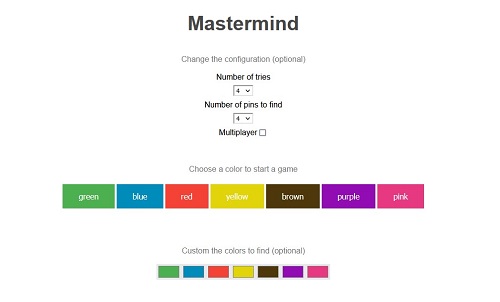 Mastermind
Change the configuration (optional)
Number of tries
4
Number of pins to find
4
Multiplayer
Choose a color to start a game
green blue red yellow brown purple pink
Custom the colors to find (optional)